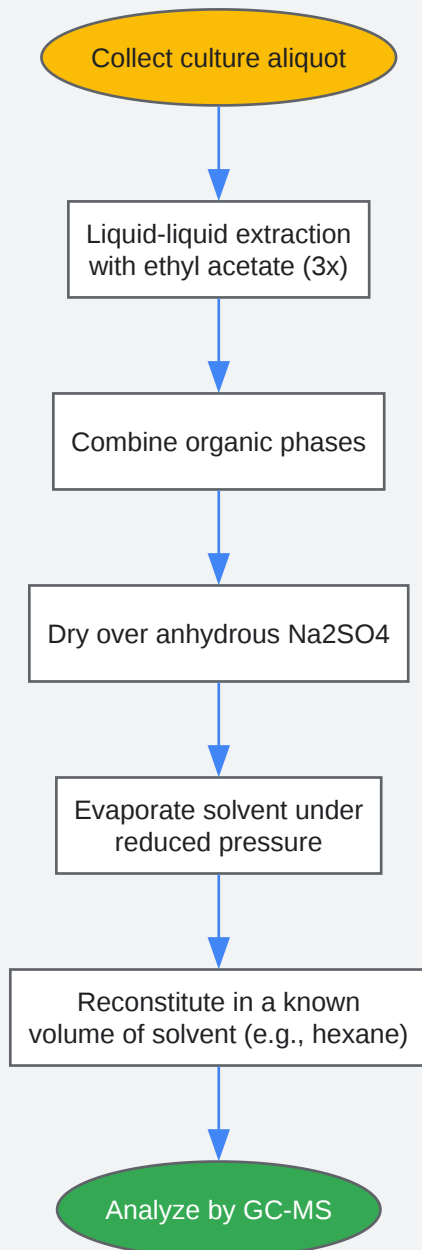 Collect culture aliquot
Liquid-liquid extraction
with ethyl acetate (3x)
Combine organic phases
Dry over anhydrous Na2SO4
Evaporate solvent under
reduced pressure
Reconstitute in a known
volume of solvent (e.g., hexane)
Analyze by GC-MS